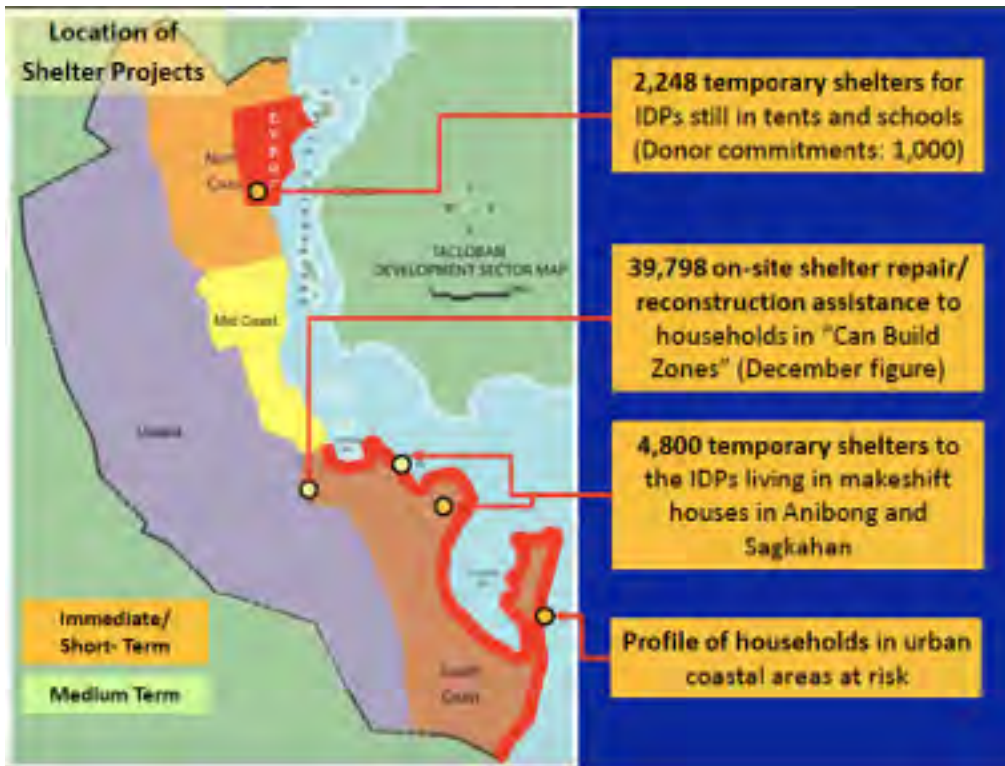 Location of
Shelter Projects
2,248 temporary shelters for
IDPs still in tents and schools
(Donor commitments: 1,000)
TACLOBAN
DEVELOPMENT SECTOR MAP
39,798 on-site shelter repair/
reconstruction assistance to
households in “Can Build
Zones” (December figure)
Mid Coast
4,800 temporary shelters to
the IDPs living in makeshift
houses in Anibong and
Sagkahan
Immediate/
Short- Term
Medium Term
South
Coast
Profile of households in urban
coastal areas at risk